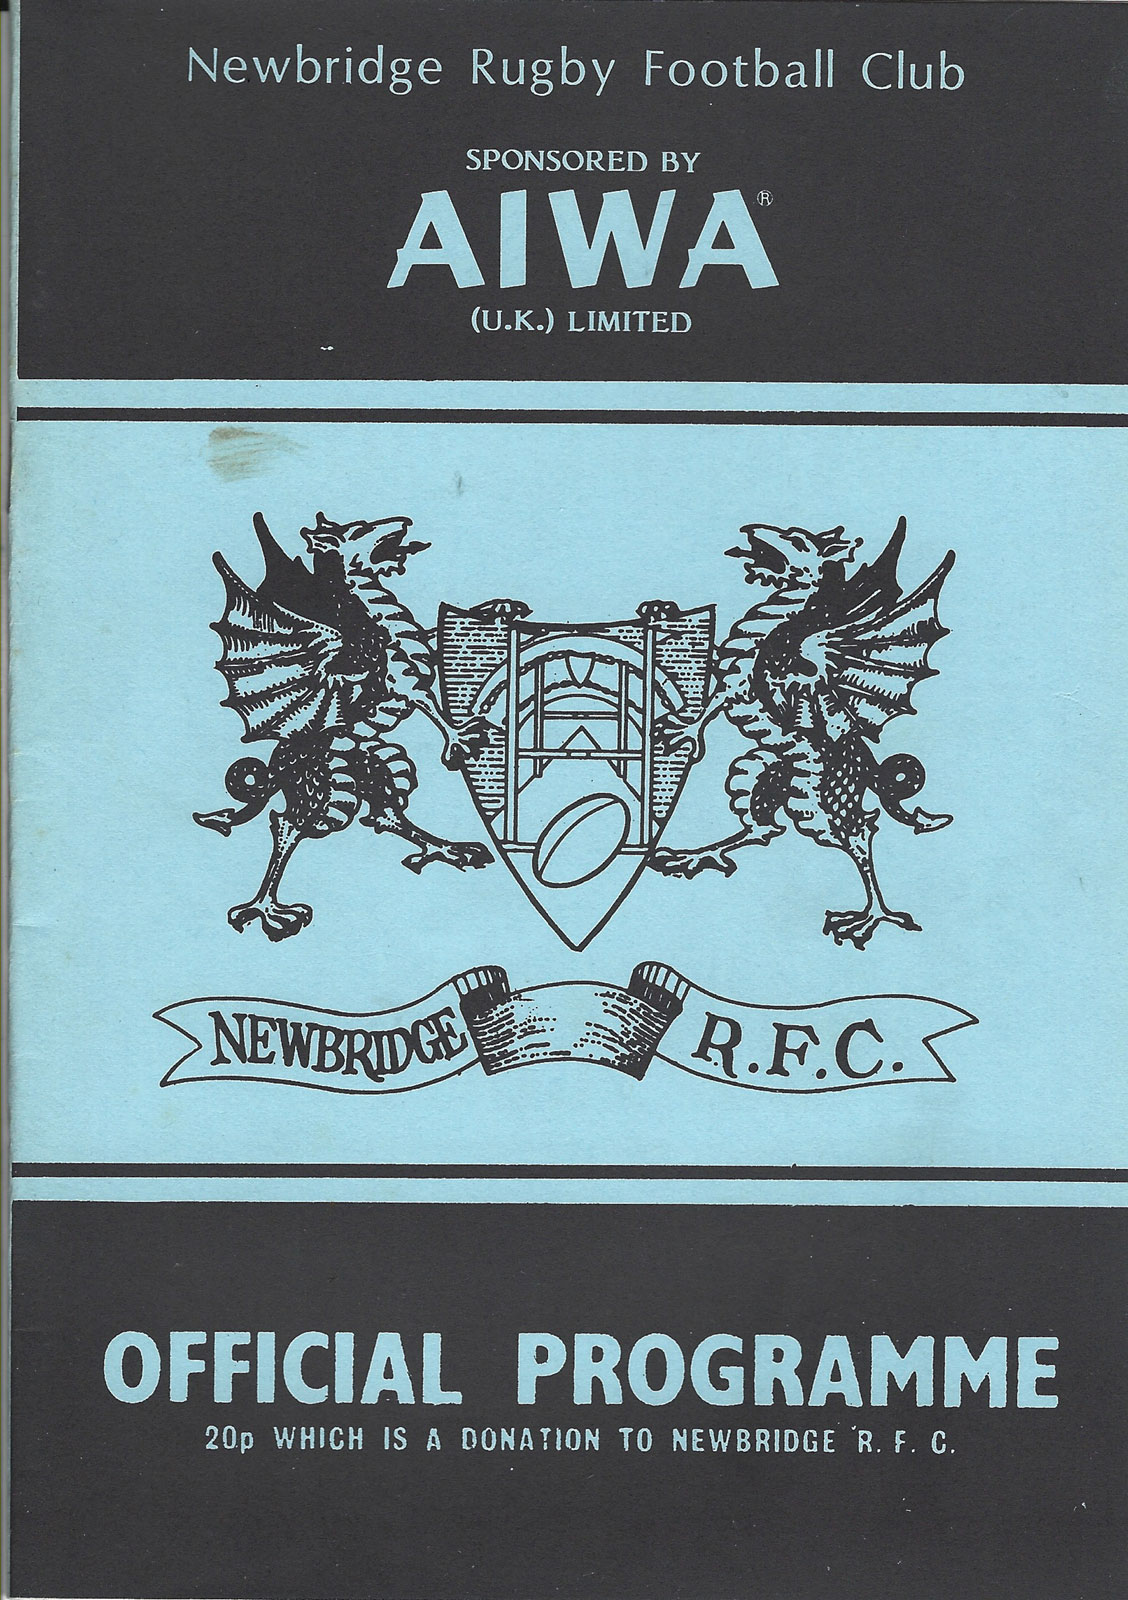 Newbridge Rugby Football Club
SPONSORED BY
AIWA®
(U.K.) LIMITED
NEWBRIDGE R.F.C.
OFFICIAL PROGRAMME
20p WHICH IS A DONATION TO NEWBRIDGE R. F. C.